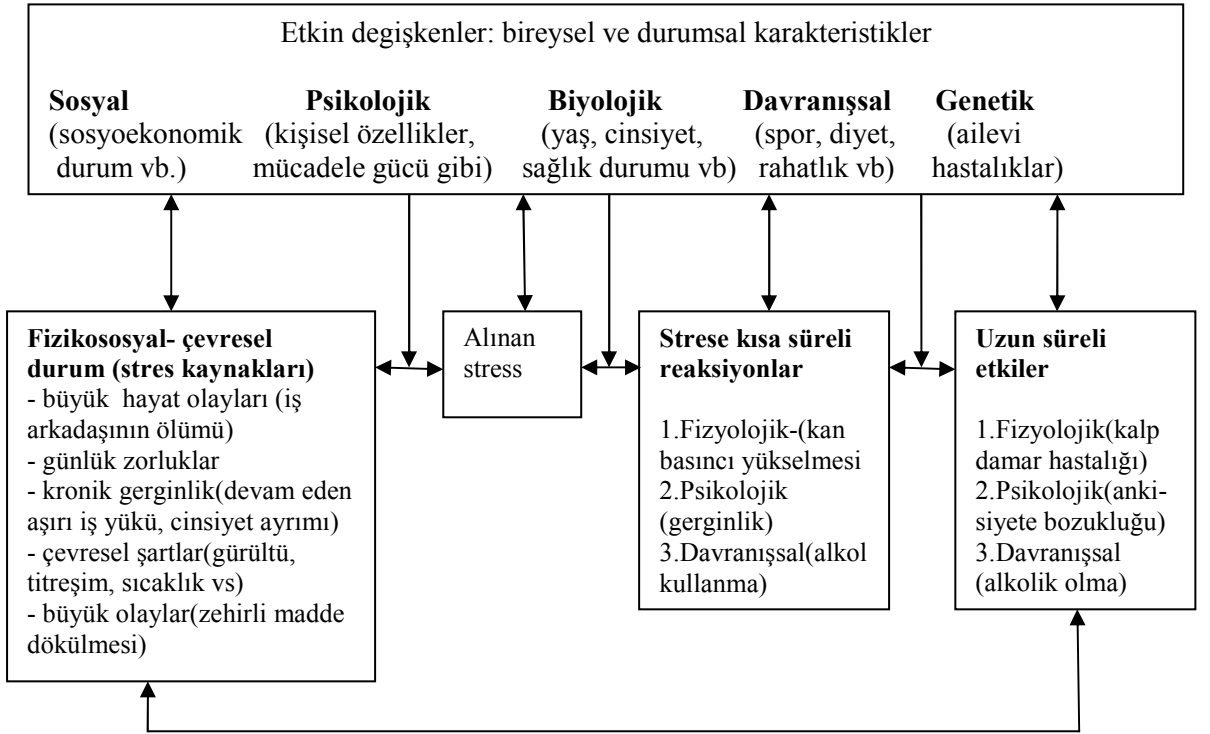 Etkin degişkenler: bireysel ve durumsal karakteristikler
Sosyal
(sosyoekonomik
durum vb.)
Psikolojik
(kişisel özellikler,
mücadele gücü gibi)
Biyolojik
(yaş, cinsiyet,
sağlık durumu vb)
Davranışsal
(spor, diyet,
rahatlık vb)
Genetik
(ailevi
hastalıklar)
Fizikososyal- çevresel
durum (stres kaynakları)
- büyük hayat olayları (iş
arkadaşının ölümü)
- günlük zorluklar
- kronik gerginlik(devam eden
aşırı iş yükü, cinsiyet ayrımı)
- çevresel şartlar(gürültü,
titreşim, sıcaklık vs)
- büyük olaylar(zehirli madde
dökülmesi)
Alınan
stress
Strese kısa süreli
reaksiyonlar
1.Fizyolojik-(kan
basıncı yükselmesi
2.Psikolojik
(gerginlik)
3.Davranışsal(alkol
kullanma)
Uzun süreli
etkiler
1.Fizyolojik(kalp
damar hastalığı)
2.Psikolojik(anki-
siyete bozukluğu)
3.Davranışsal
(alkolik olma)